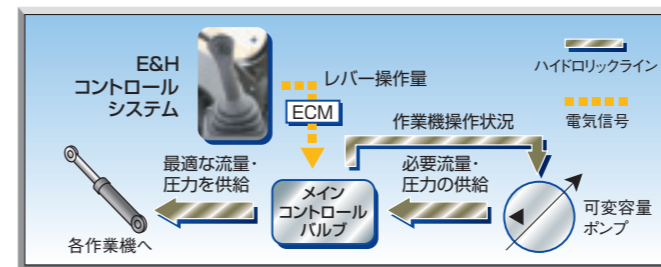 E&H
コントロール
システム
レバー操作量
ECM
ハイドロリックライン
電気信号
作業機操作状況
最適な流量・
圧力を供給
必要流量・
圧力の供給
メイン
コントロール
バルブ
可変容量
ポンプ
各作業機へ